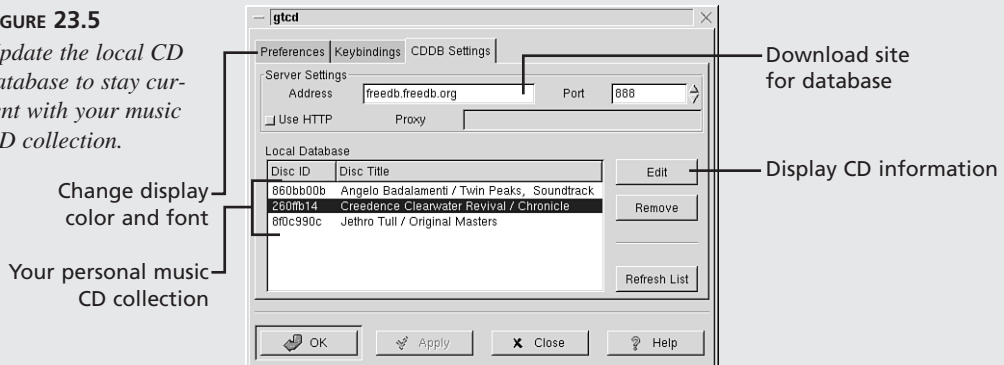 GURE 23.5
pdate the local CD
atabase to stay cur-
ent with your music
D collection.
Change display
color and font
Your personal music
CD collection
gtcd
Preferences Keybindings CDDB Settings
Server Settings
Address freedb.freedb.org Port 888
Use HTTP Proxy
Local Database
Disc ID Disc Title
860bb00b Angelo Badalamenti / Twin Peaks, Soundtrack
260ffb14 Creedence Clearwater Revival / Chronicle
8f0c990c Jethro Tull / Original Masters
Edit
Remove
Refresh List
OK Apply Close Help
Download site
for database
Display CD information